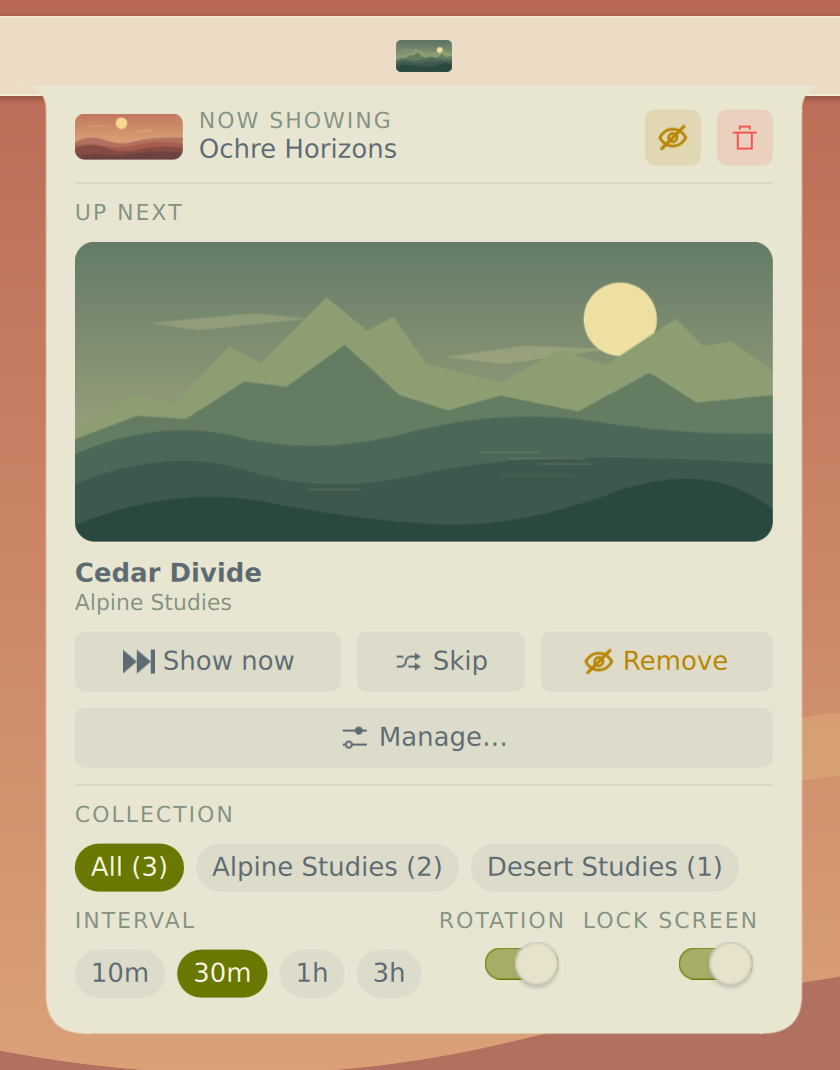 NOW SHOWING
Ochre Horizons
UP NEXT
Cedar Divide
Alpine Studies
Show now
Skip
Remove
Manage...
COLLECTION
All (3)
Alpine Studies (2)
Desert Studies (1)
INTERVAL
ROTATION
LOCK SCREEN
10m
30m
1h
3h